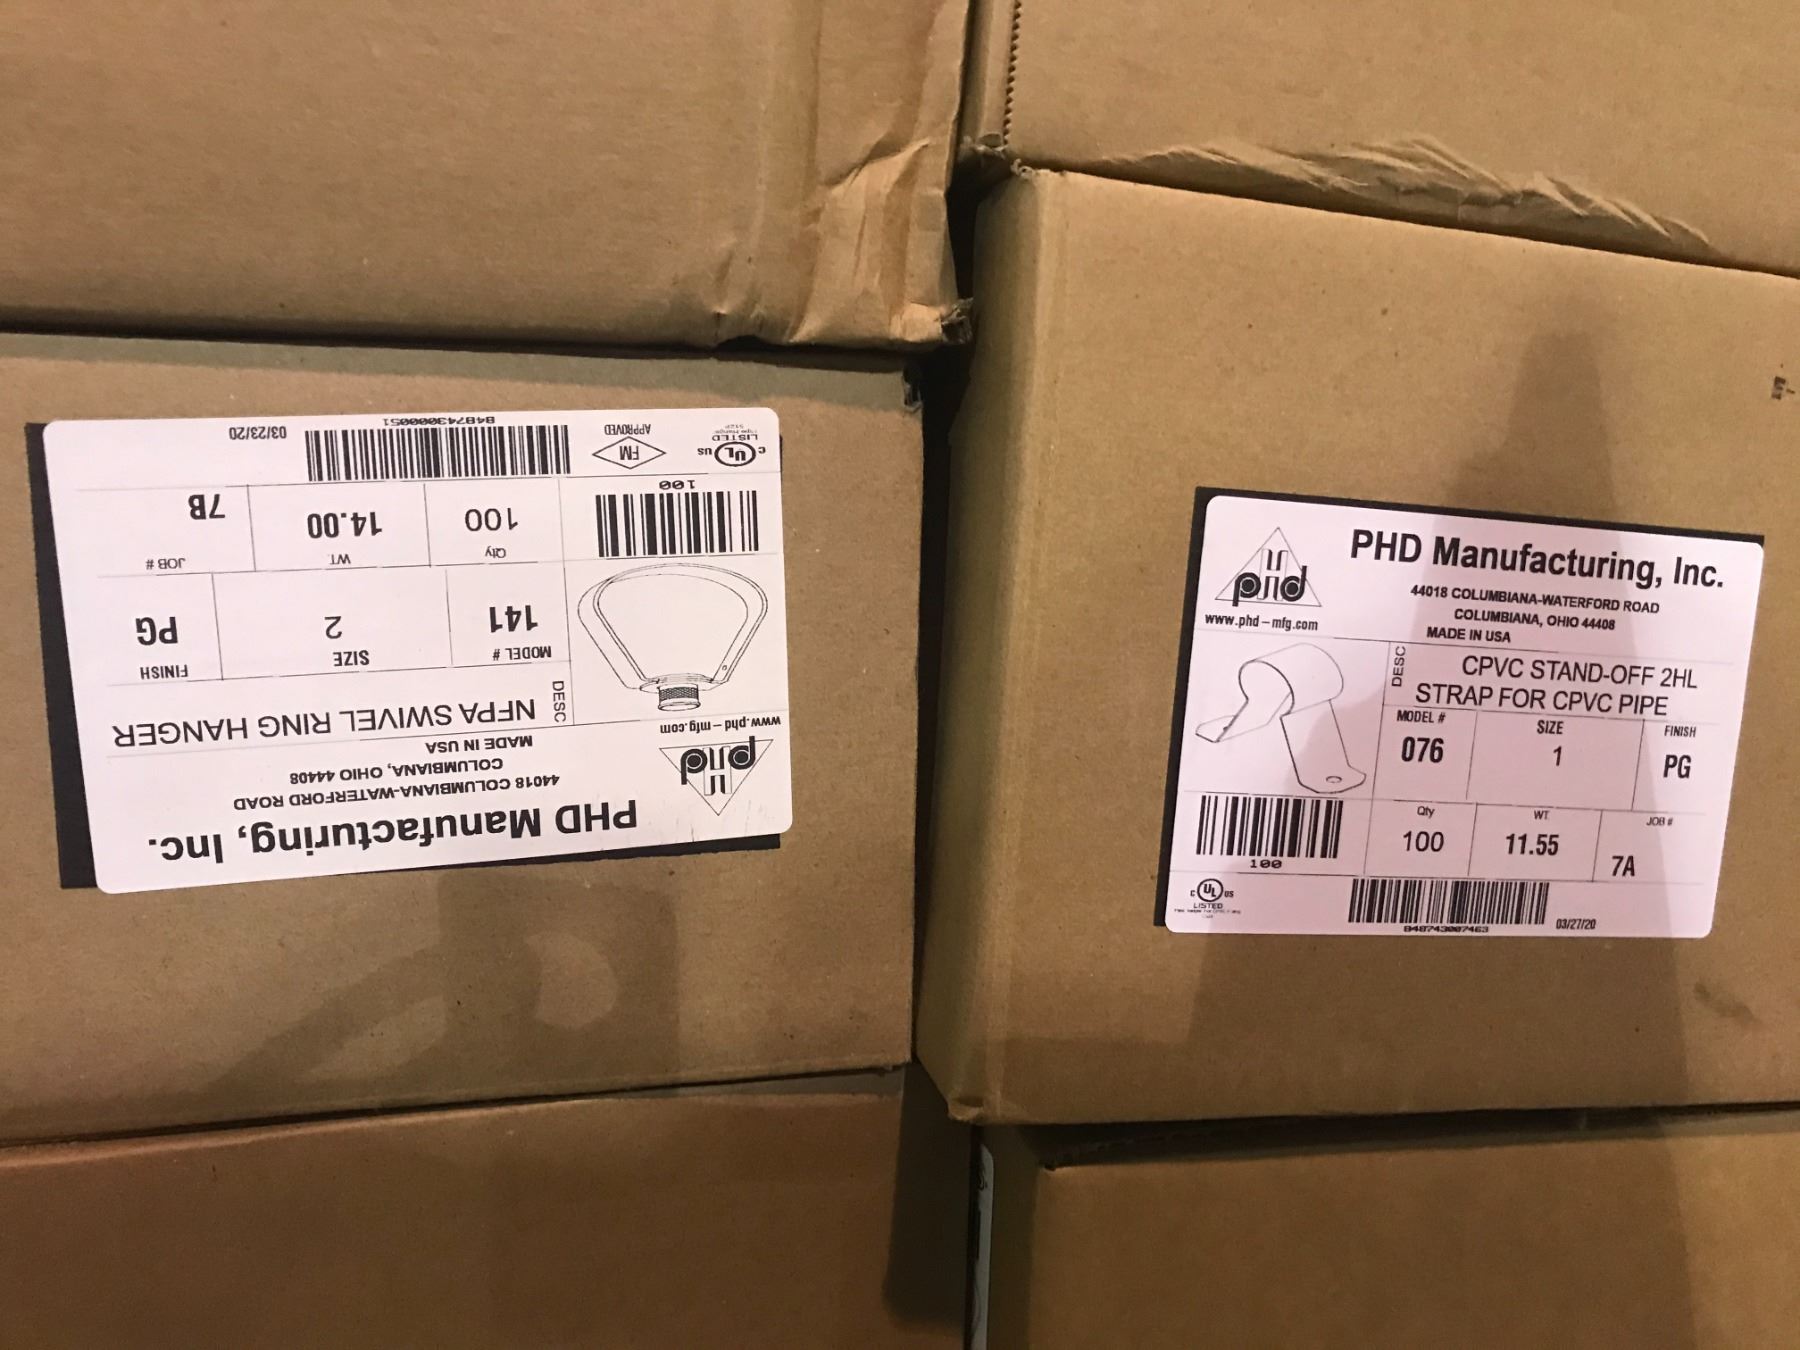 PHD Manufacturing, Inc.
44018 COLUMBIANA-WATERFORD ROAD
COLUMBIANA, OHIO 44408
MADE IN USA
phd
www.phd-mfg.com
DESC
NFPA SWIVEL RING HANGER
MODEL #
141
SIZE
2
FINISH
PG
Qty
100
WT.
14.00
JOB #
7B
100
C UL US
LISTED
FM
APPROVED
848743000051
03/23/20
phd
www.phd-mfg.com
PHD Manufacturing, Inc.
44018 COLUMBIANA-WATERFORD ROAD
COLUMBIANA, OHIO 44408
MADE IN USA
DESC
CPVC STAND-OFF 2HL
STRAP FOR CPVC PIPE
MODEL #
076
SIZE
1
FINISH
PG
Qty
100
WT.
11.55
JOB #
7A
100
C UL US
LISTED
848743007463
03/27/20